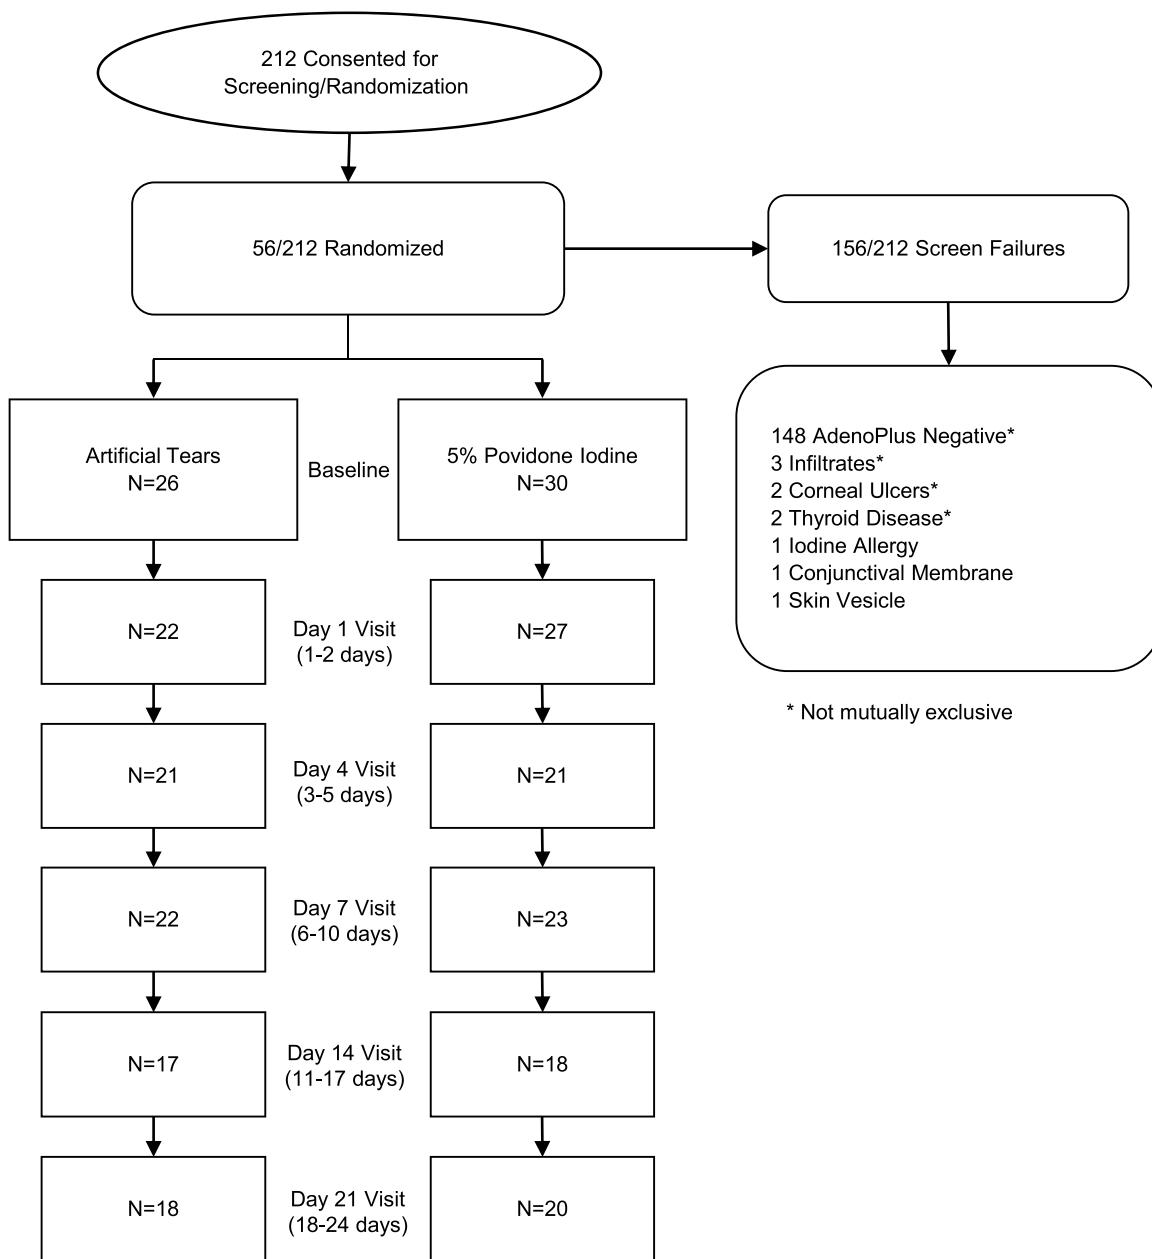 212 Consented for
Screening/Randomization
56/212 Randomized
156/212 Screen Failures
148 AdenoPlus Negative*
3 Infiltrates*
2 Corneal Ulcers*
2 Thyroid Disease*
1 Iodine Allergy
1 Conjunctival Membrane
1 Skin Vesicle
* Not mutually exclusive
Artificial Tears
N=26
Baseline
5% Povidone Iodine
N=30
N=22
Day 1 Visit
(1-2 days)
N=27
N=21
Day 4 Visit
(3-5 days)
N=21
N=22
Day 7 Visit
(6-10 days)
N=23
N=17
Day 14 Visit
(11-17 days)
N=18
N=18
Day 21 Visit
(18-24 days)
N=20